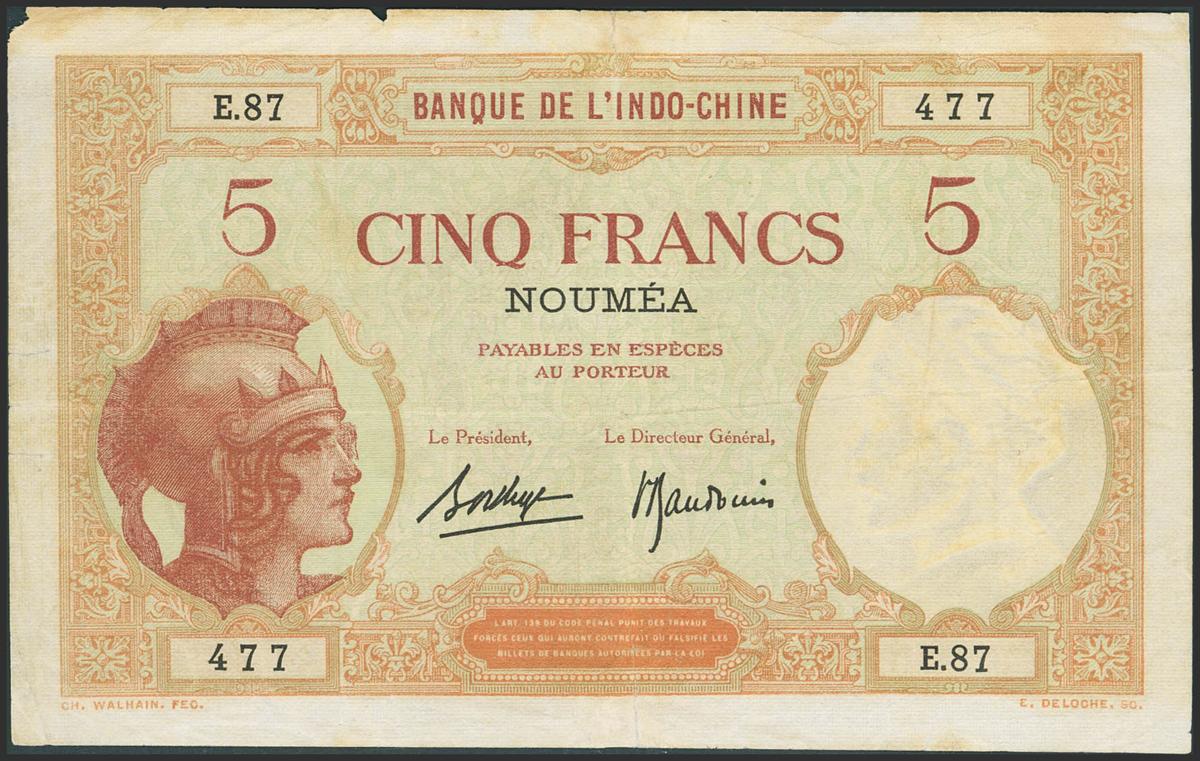 E.87
BANQUE DE L'INDO-CHINE
477
5
CINQ FRANCS
5
NOUMÉA
PAYABLES EN ESPÈCES
AU PORTEUR
Le Président,
Le Directeur Général,
L'ART. 139 DU CODE PÉNAL PUNIT DES TRAVAUX
FORCÉS CEUX QUI AURONT CONTREFAIT OU FALSIFIÉ LES
BILLETS DE BANQUES AUTORISÉES PAR LA LOI
477
E.87
CH. WALHAIN. FEC.
E. DELOCHE. SC.